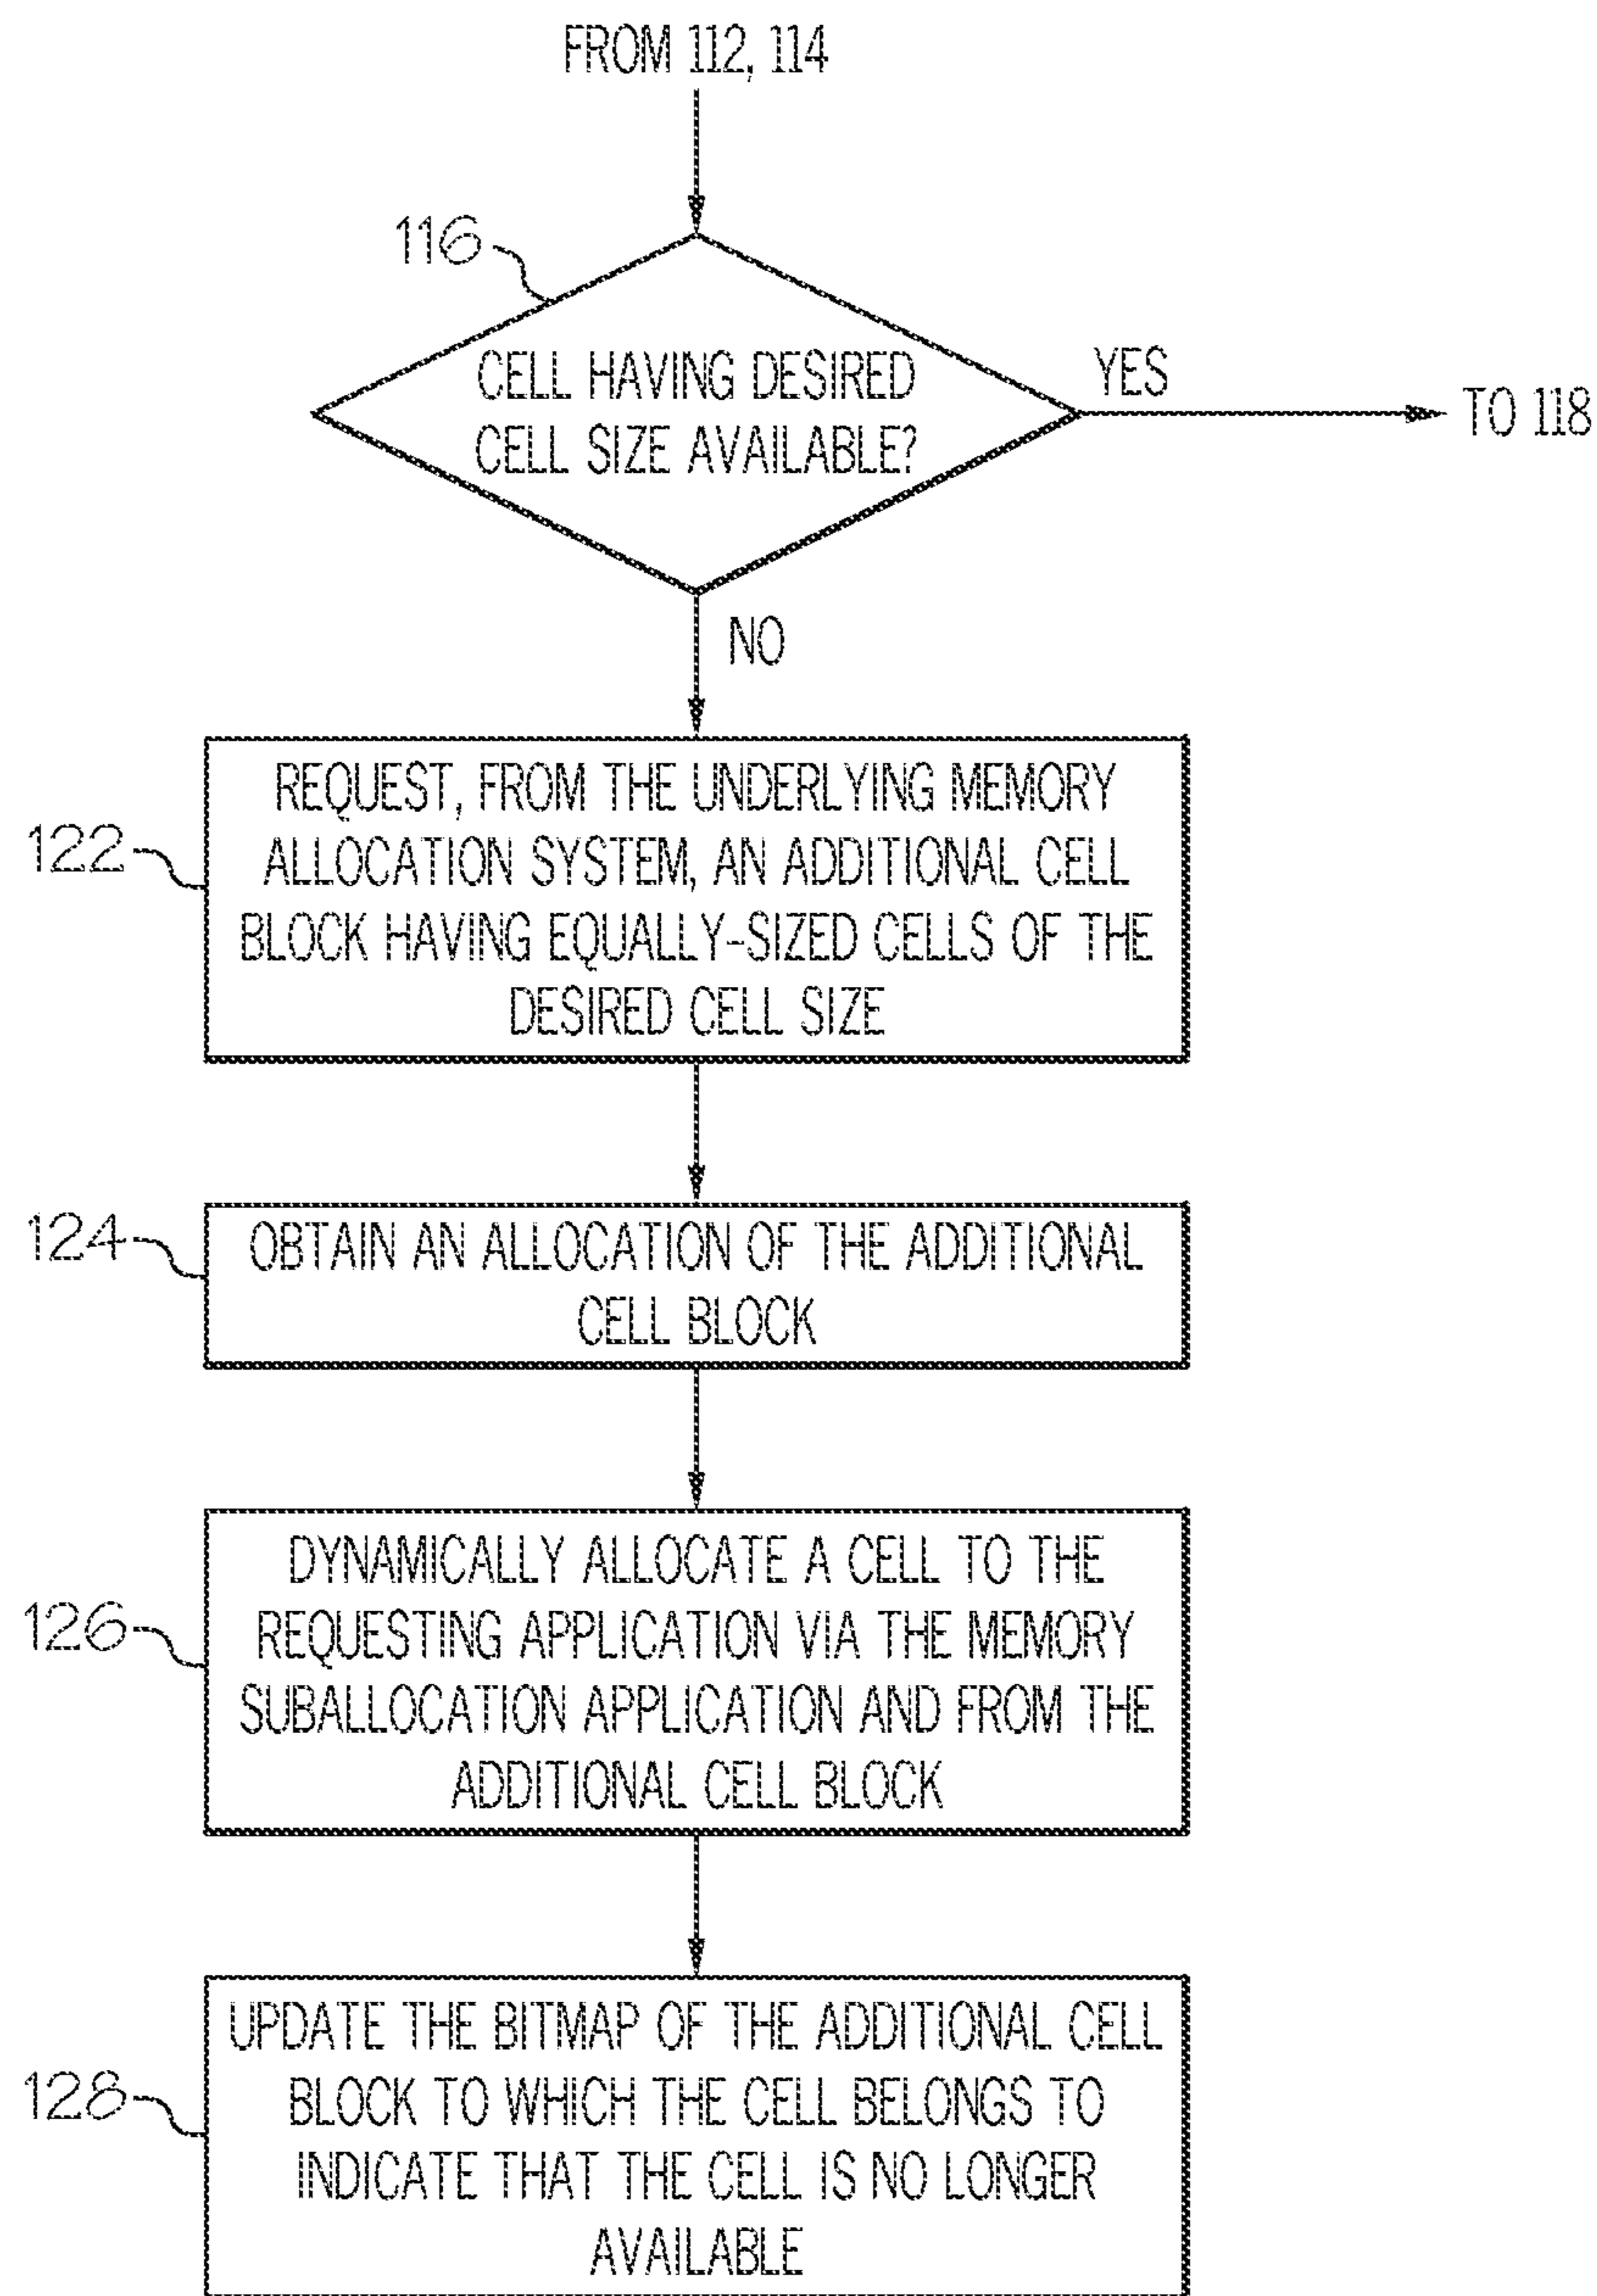 FROM 112, 114
116
CELL HAVING DESIRED
CELL SIZE AVAILABLE?
YES
TO 118
NO
122
REQUEST, FROM THE UNDERLYING MEMORY
ALLOCATION SYSTEM, AN ADDITIONAL CELL
BLOCK HAVING EQUALLY-SIZED CELLS OF THE
DESIRED CELL SIZE
124
OBTAIN AN ALLOCATION OF THE ADDITIONAL
CELL BLOCK
126
DYNAMICALLY ALLOCATE A CELL TO THE
REQUESTING APPLICATION VIA THE MEMORY
SUBALLOCATION APPLICATION AND FROM THE
ADDITIONAL CELL BLOCK
128
UPDATE THE BITMAP OF THE ADDITIONAL CELL
BLOCK TO WHICH THE CELL BELONGS TO
INDICATE THAT THE CELL IS NO LONGER
AVAILABLE